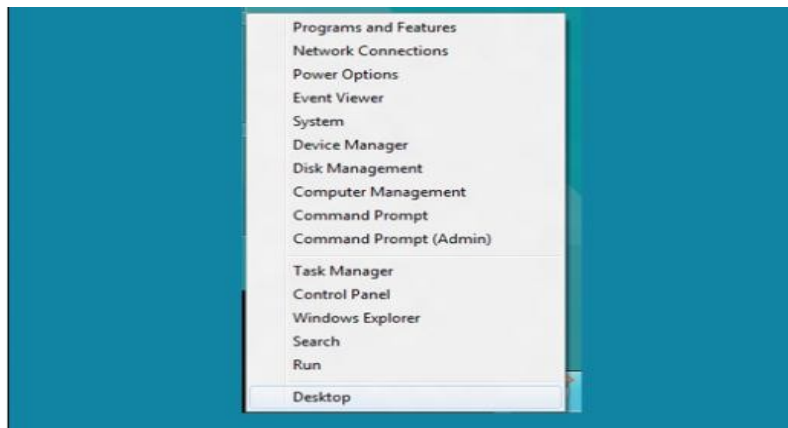 Programs and Features
Network Connections
Power Options
Event Viewer
System
Device Manager
Disk Management
Computer Management
Command Prompt
Command Prompt (Admin)
Task Manager
Control Panel
Windows Explorer
Search
Run
Desktop